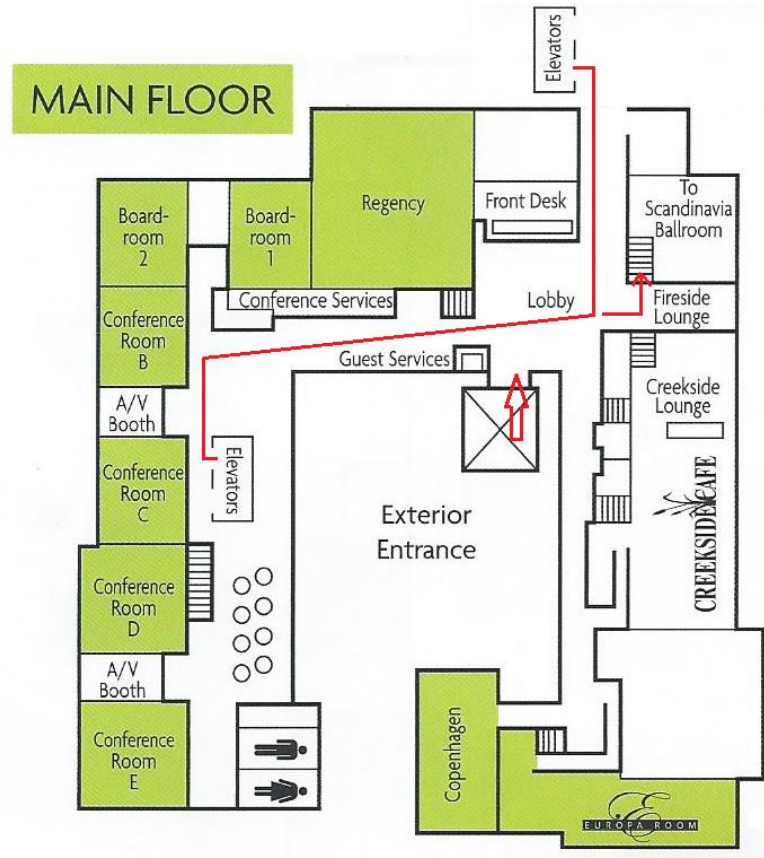 Elevators
MAIN FLOOR
To
Scandinavia
Ballroom
Board-
room
2
Board-
room
1
Regency
Front Desk
Conference Services
Lobby
Fireside
Lounge
Conference
Room
B
Guest Services
Creekside
Lounge
A/V
Booth
Conference
Room
C
Elevators
CREEKSIDE CAFE
Exterior
Entrance
Conference
Room
D
A/V
Booth
Conference
Room
E
Copenhagen
E
EUROPA ROOM